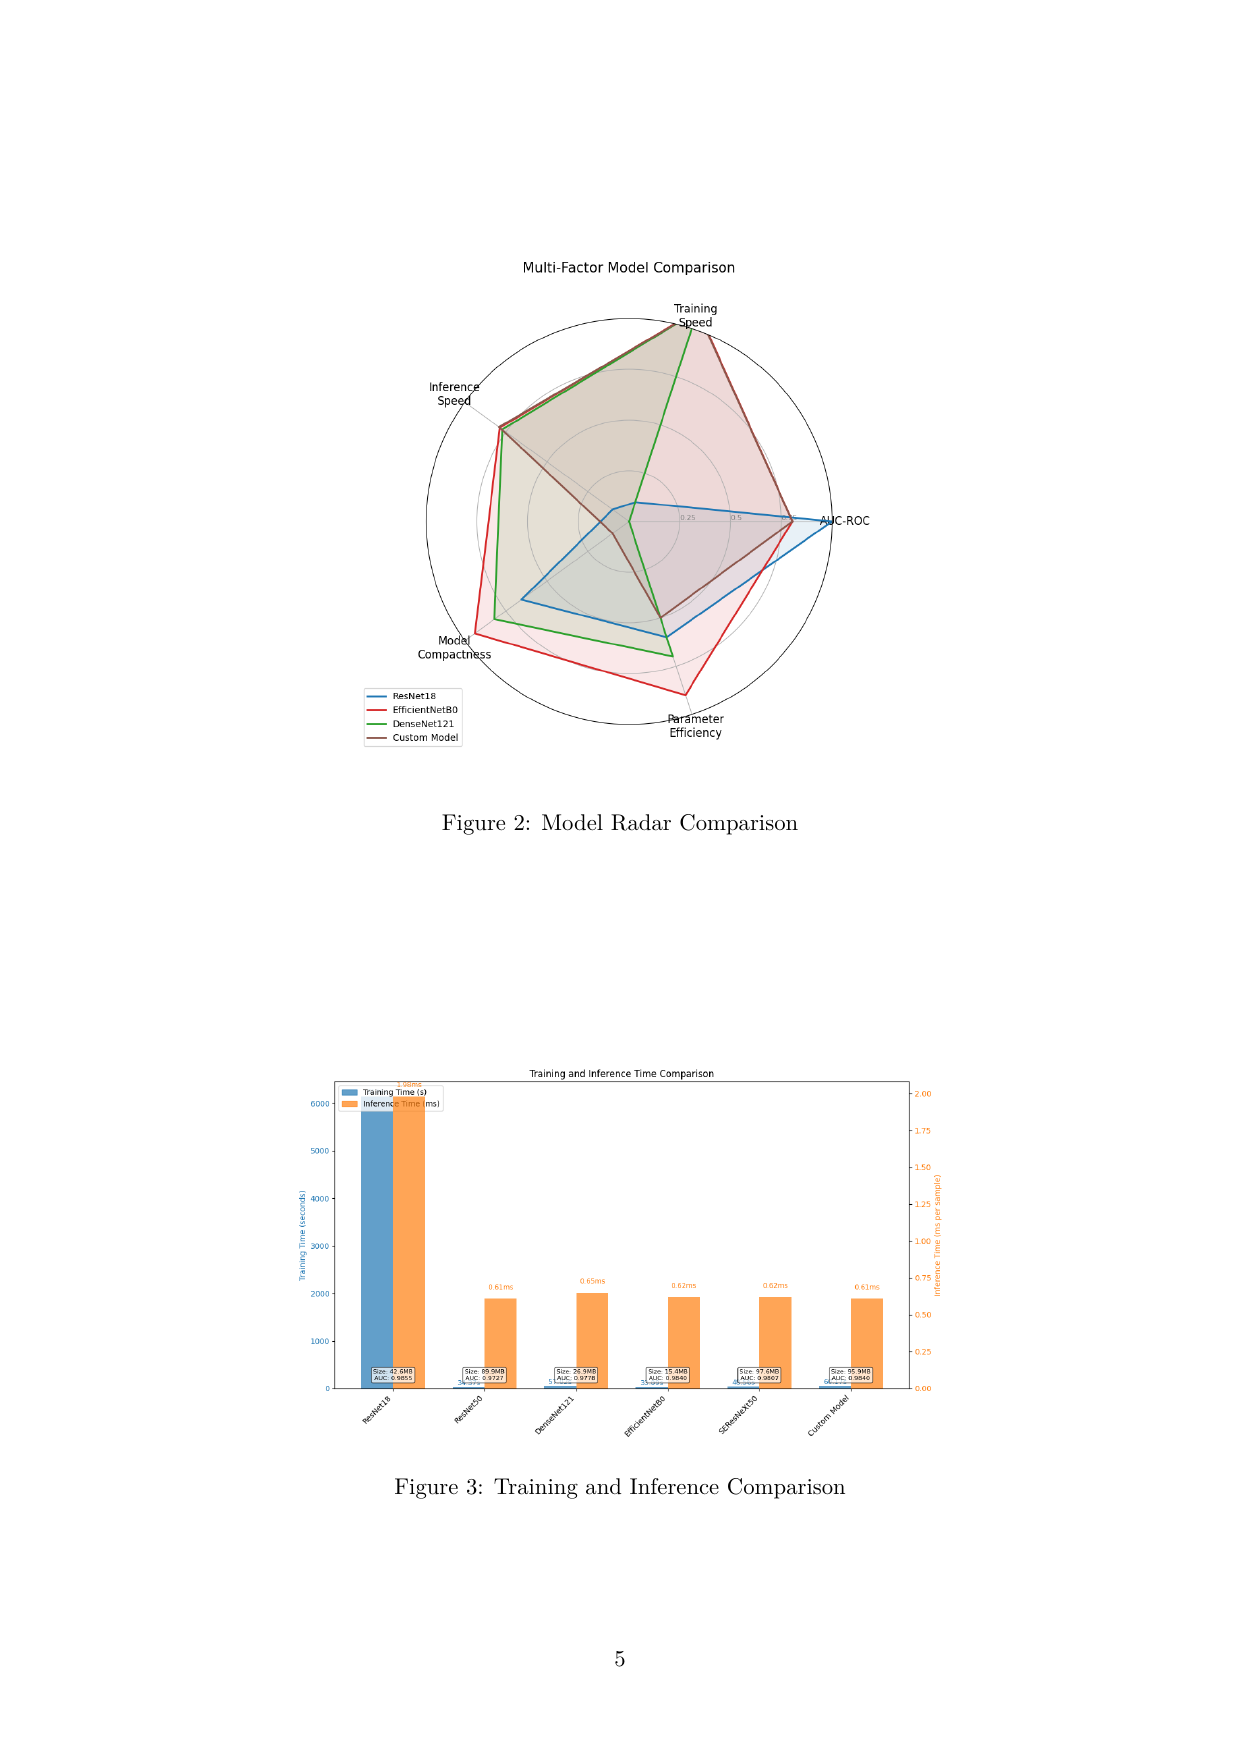 Multi-Factor Model Comparison
Training
Speed
Inference
Speed
0.25
0.5
AUC-ROC
Model
Compactness
Parameter
Efficiency
ResNet18
EfficientNetB0
DenseNet121
Custom Model
Figure 2: Model Radar Comparison
Training and Inference Time Comparison
1.98ms
Training Time (s)
Inference Time (ms)
6000
5000
4000
3000
2000
1000
0
Training Time (seconds)
2.00
1.75
1.50
1.25
1.00
0.75
0.50
0.25
0.00
Inference Time (ms per sample)
0.61ms
0.65ms
0.62ms
0.62ms
0.61ms
Size: 42.6MB
AUC: 0.9855
Size: 89.9MB
AUC: 0.9727
Size: 26.9MB
AUC: 0.9778
Size: 15.4MB
AUC: 0.9840
Size: 97.6MB
AUC: 0.9807
Size: 95.9MB
AUC: 0.9840
ResNet18
ResNet50
DenseNet121
EfficientNetB0
SEResNeXt50
Custom Model
Figure 3: Training and Inference Comparison
5